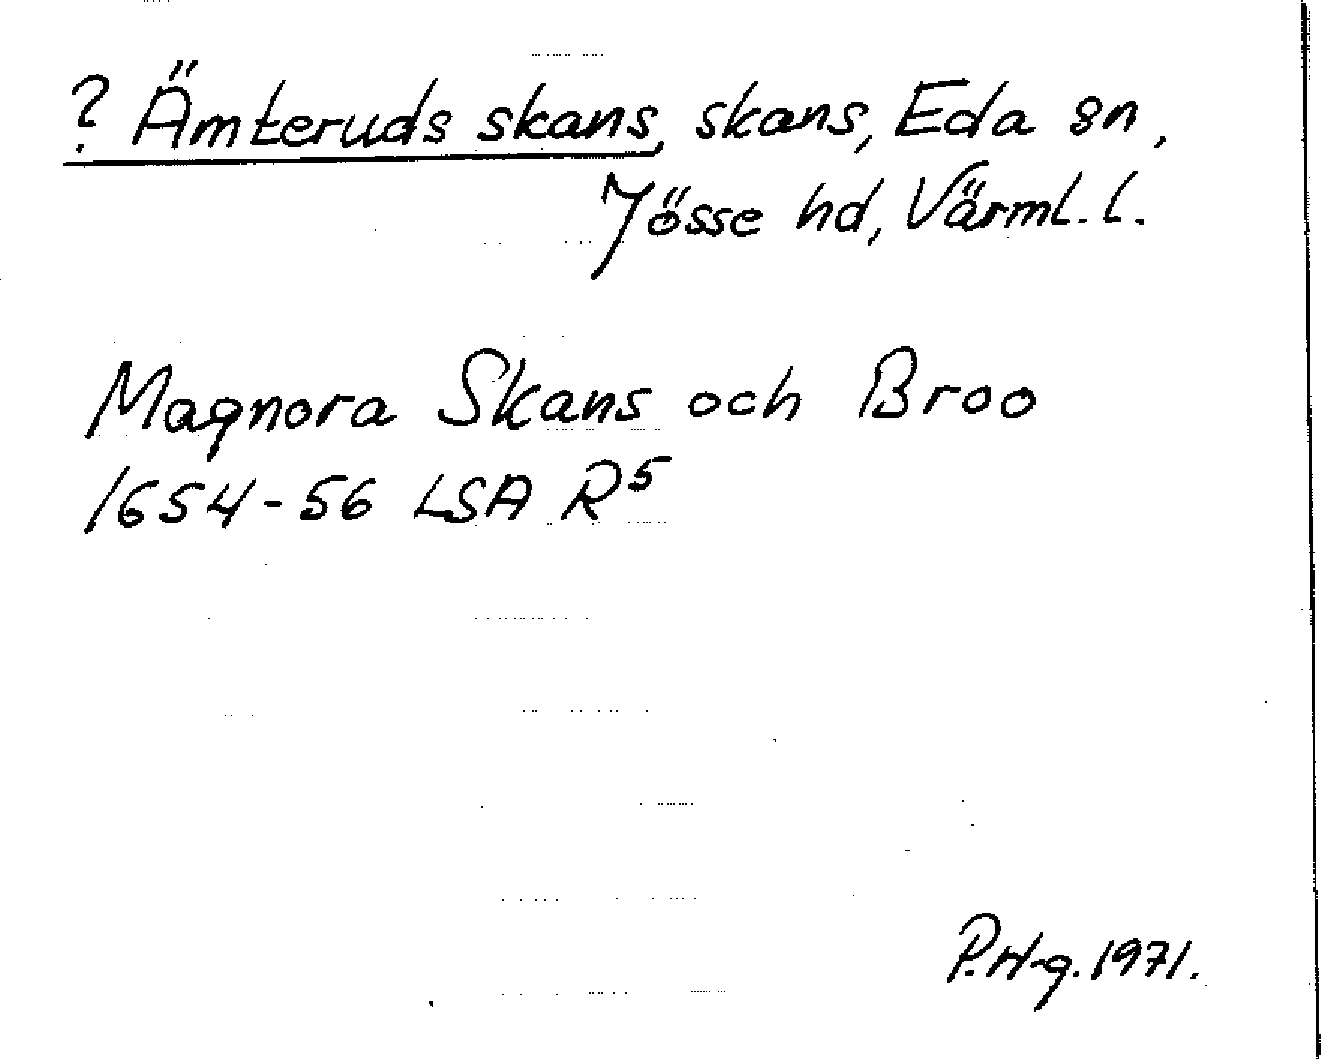 ? Ämteruds skans, skans, Eda sn,
Jösse hd, Värml. l.
Magnora Skans och Broo
1654-56 LSA R5
P.H-g. 1971.